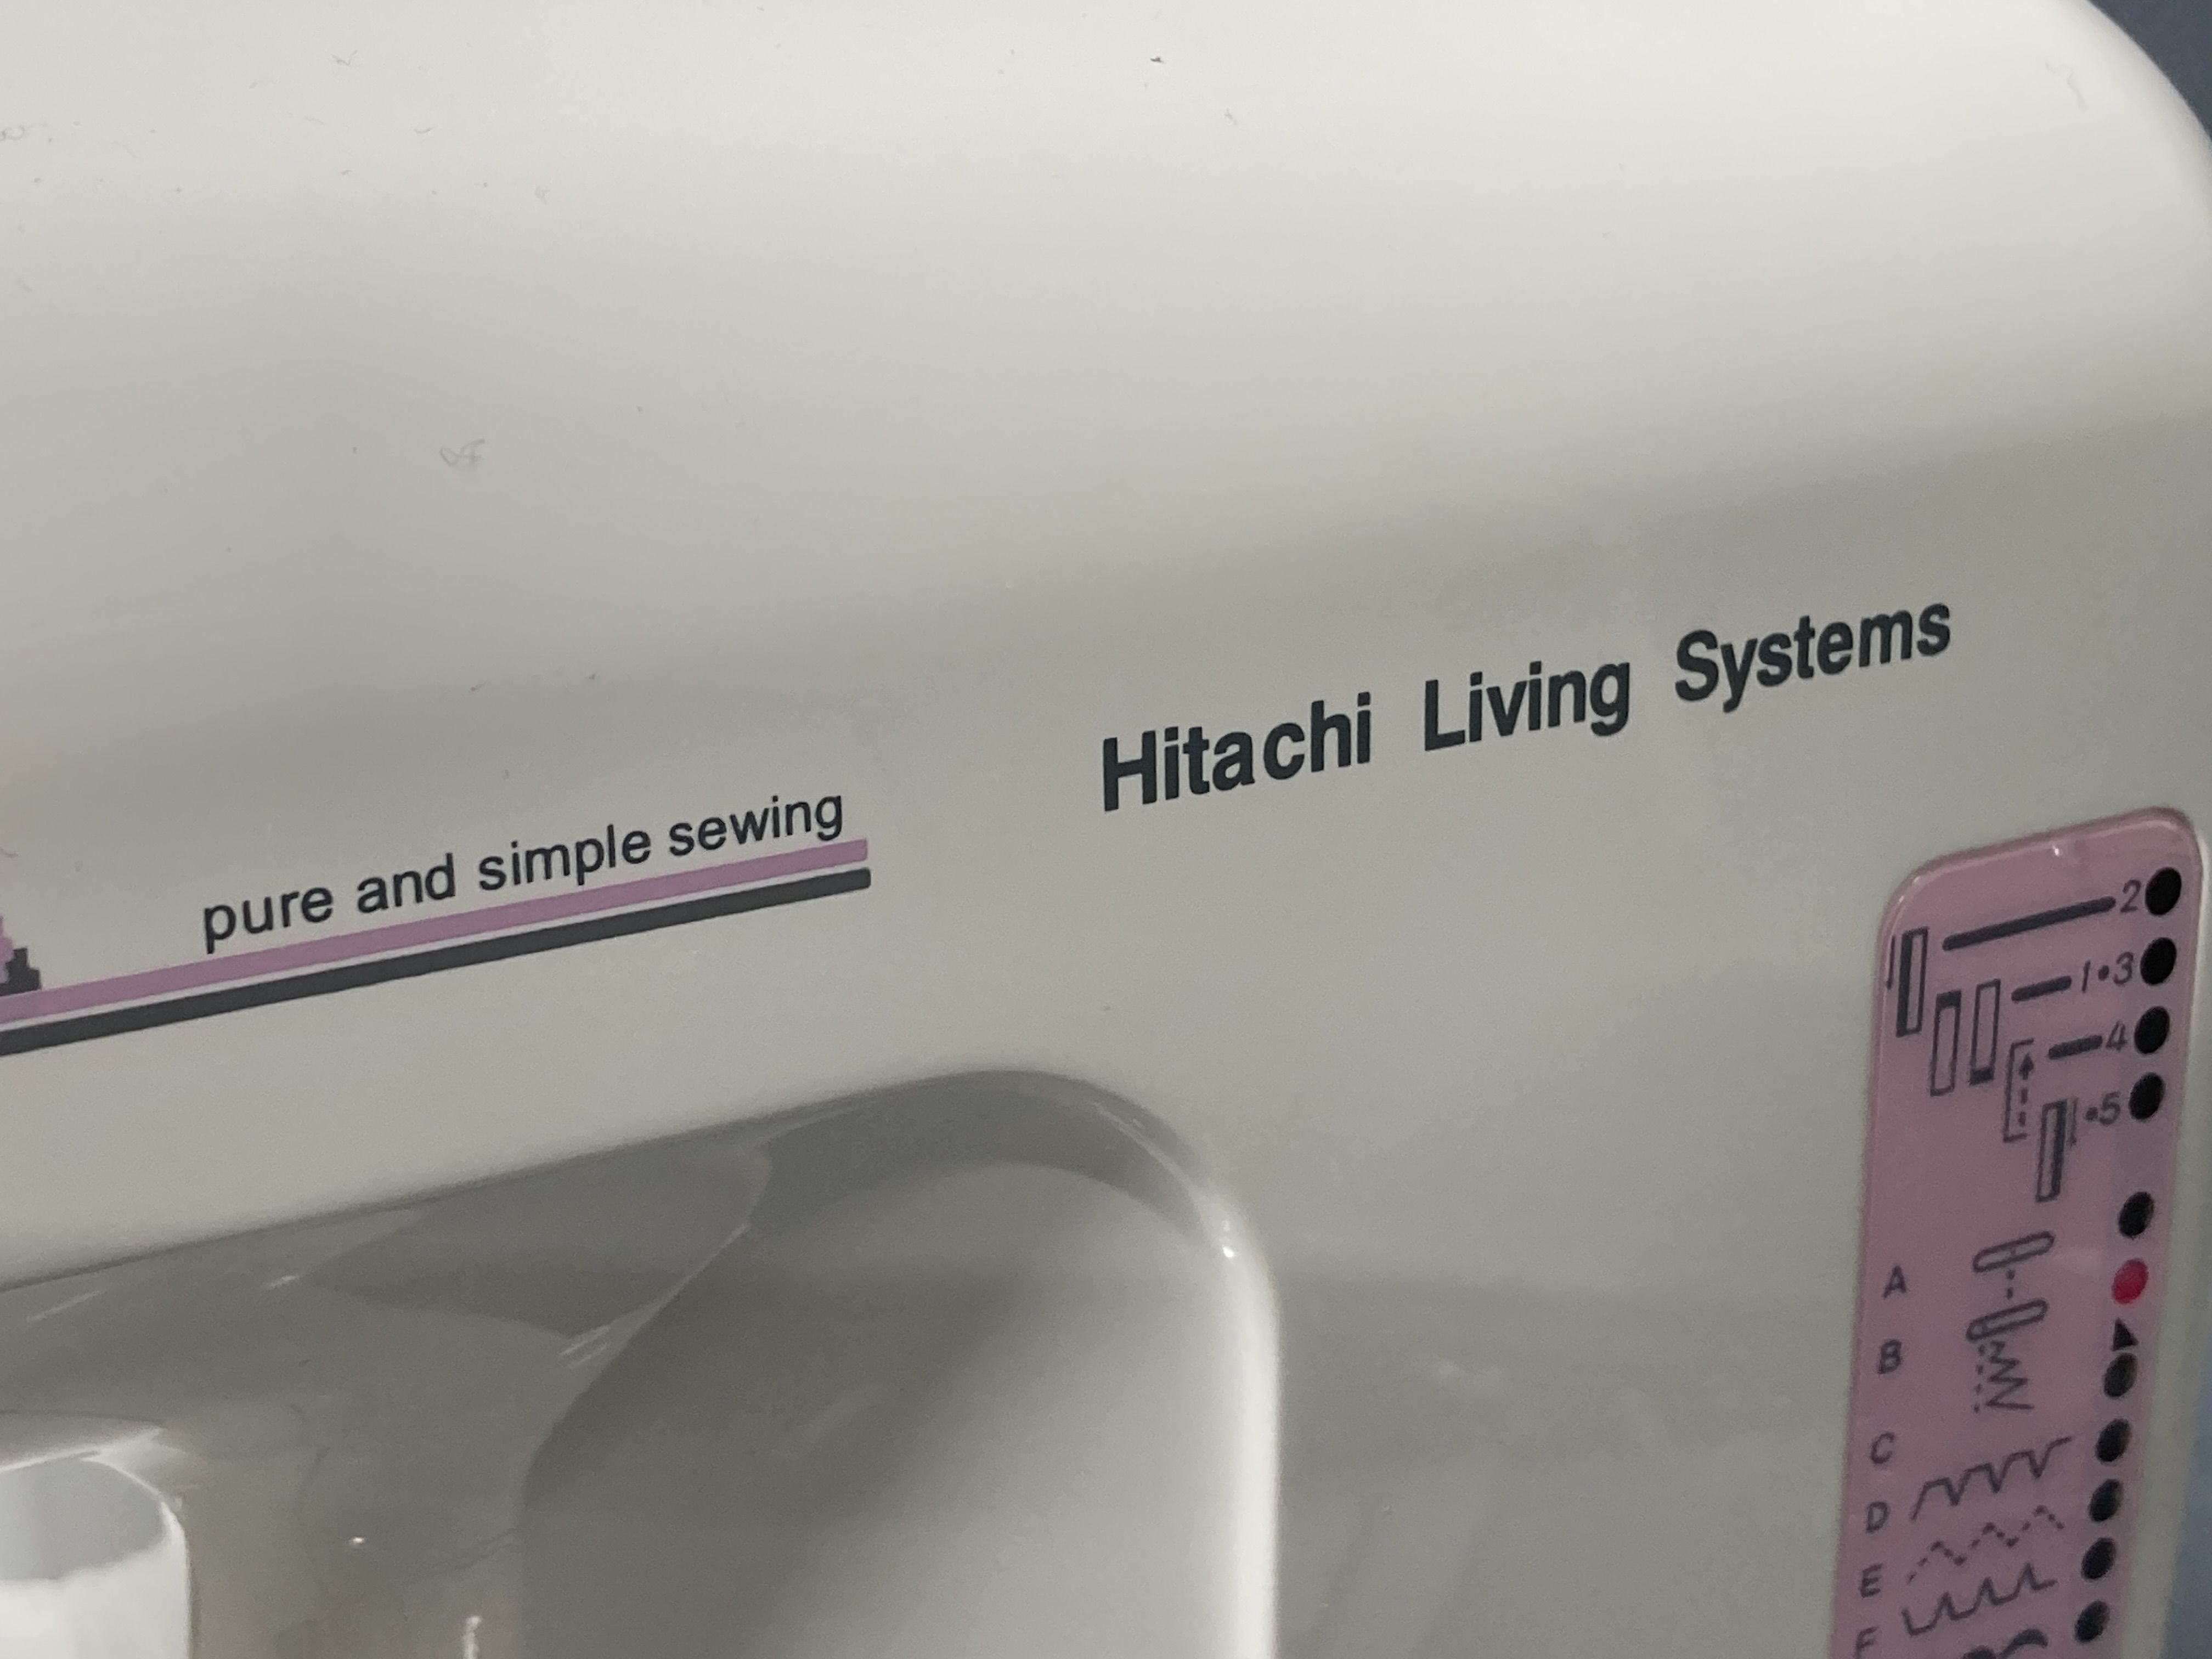 Hitachi Living Systems
pure and simple sewing
2
1•3
4
•5
A
B
C
D
E
F